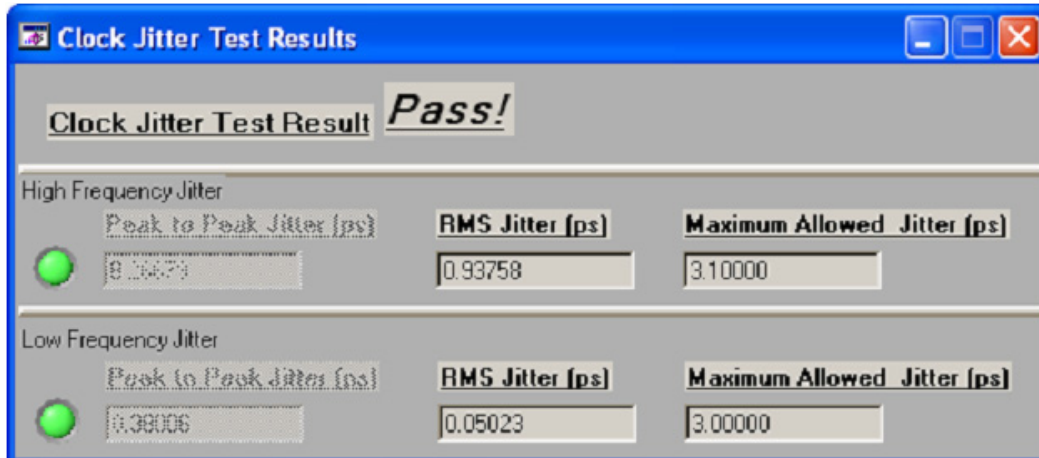 Clock Jitter Test Results
Clock Jitter Test Result Pass!
High Frequency Jitter
Peak to Peak Jitter (ps) RMS Jitter (ps) Maximum Allowed Jitter (ps)
0.93758 3.10000
Low Frequency Jitter
Peak to Peak Jitter (ps) RMS Jitter (ps) Maximum Allowed Jitter (ps)
0.38006 0.05023 3.00000